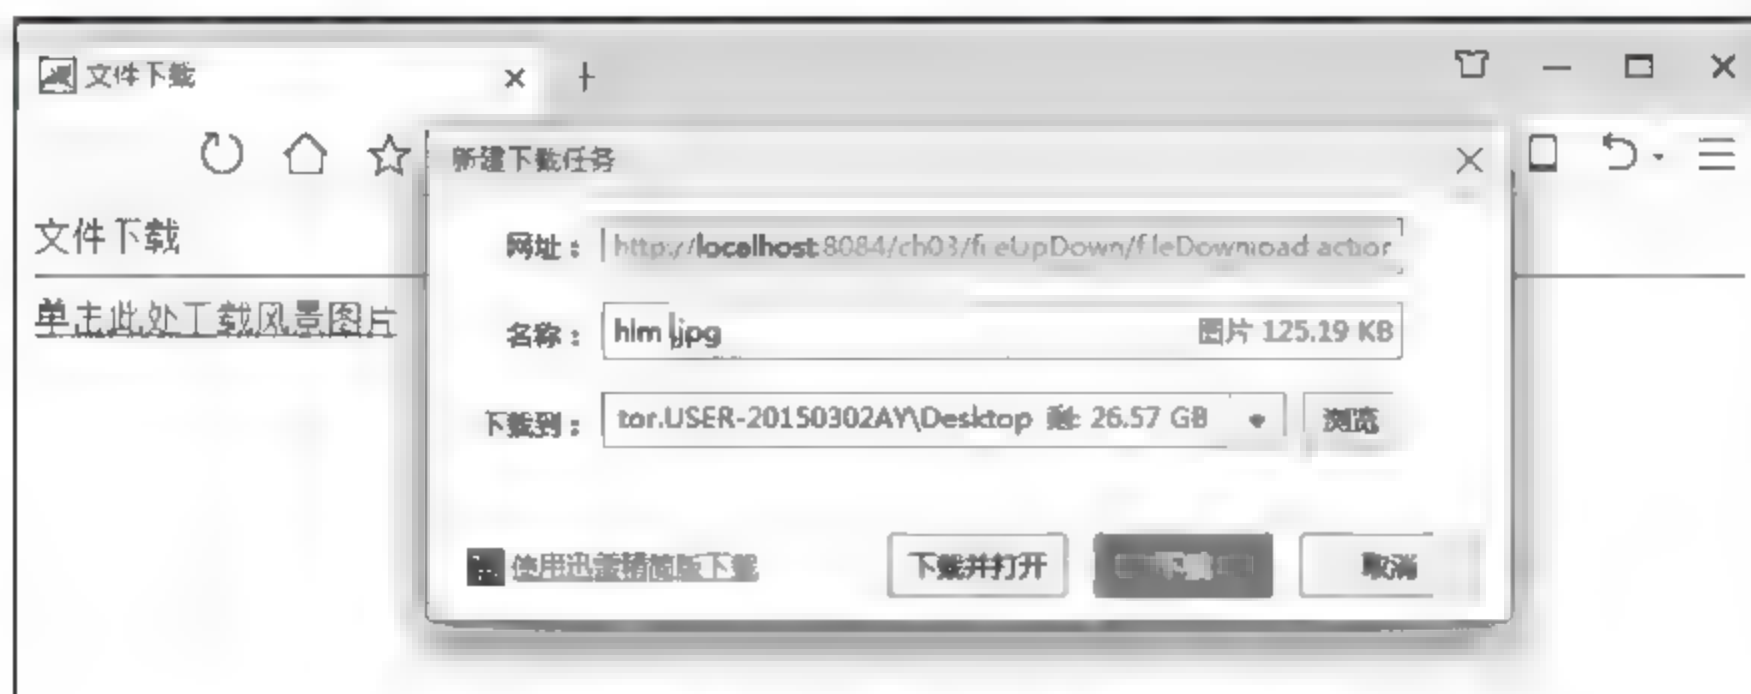 文件下载
新建下载任务
文件下载
网址： http://localhost:8084/ch03/fileUpDown/fileDownload.action
单击此处下载风景图片
名称： hlm .jpg 图片 125.19 KB
下载到： tor.USER-20150302AY\Desktop 剩: 26.57 GB 浏览
使用迅雷精简版下载 下载并打开 下载 取消